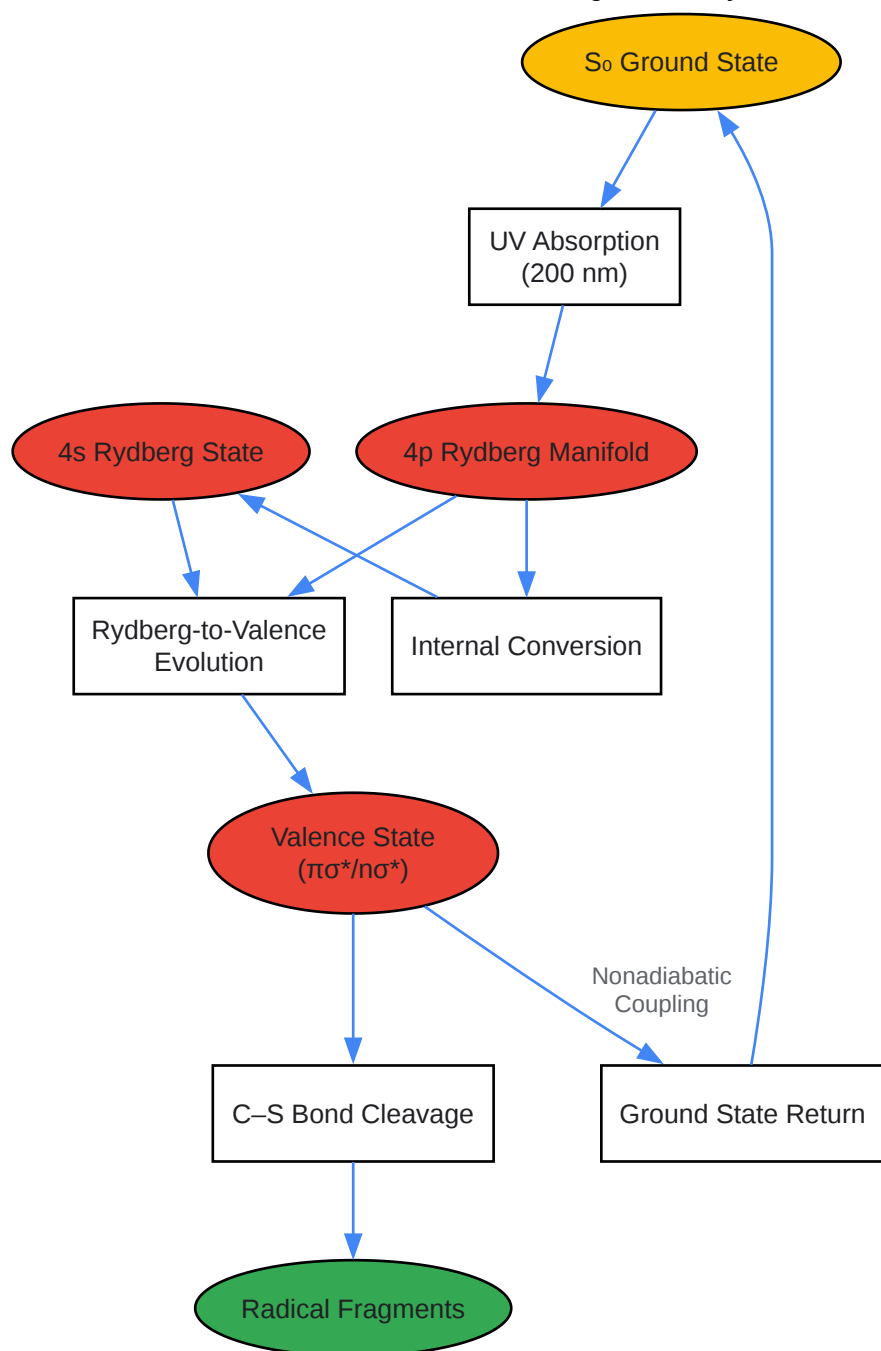 S₀ Ground State
UV Absorption
(200 nm)
4s Rydberg State
4p Rydberg Manifold
Rydberg-to-Valence
Evolution
Internal Conversion
Valence State
(πσ*/nσ*)
Nonadiabatic
Coupling
C–S Bond Cleavage
Ground State Return
Radical Fragments